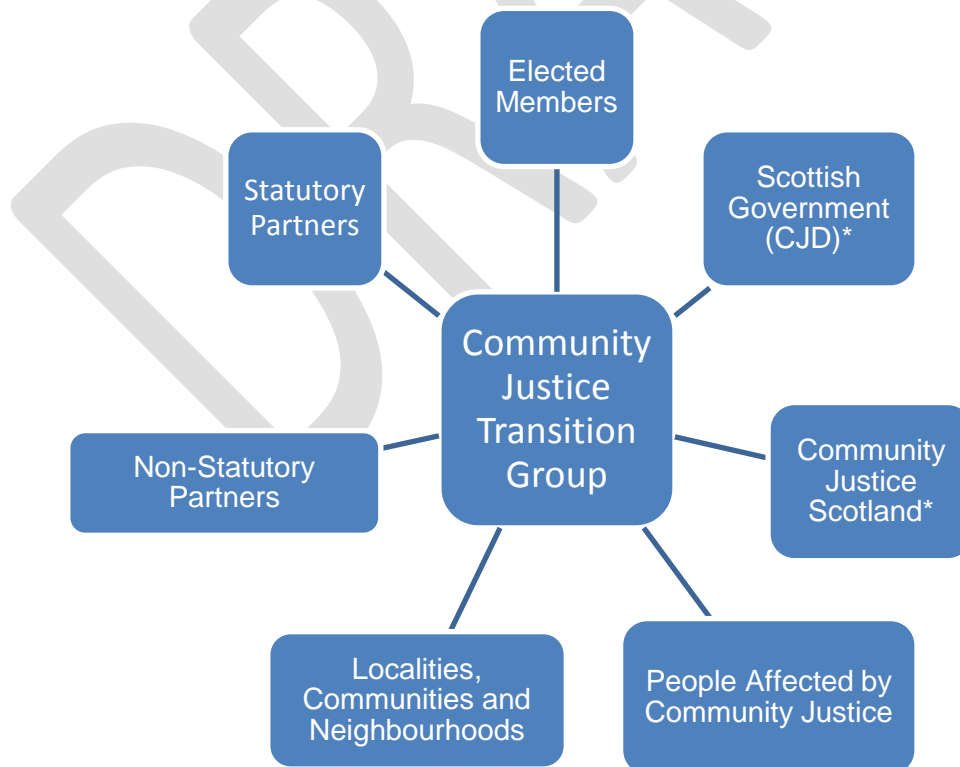 Elected
Members
Statutory
Partners
Scottish
Government
(CJD)*
Community
Justice
Transition
Group
Non-Statutory
Partners
Community
Justice
Scotland*
Localities,
Communities and
Neighbourhoods
People Affected by
Community Justice